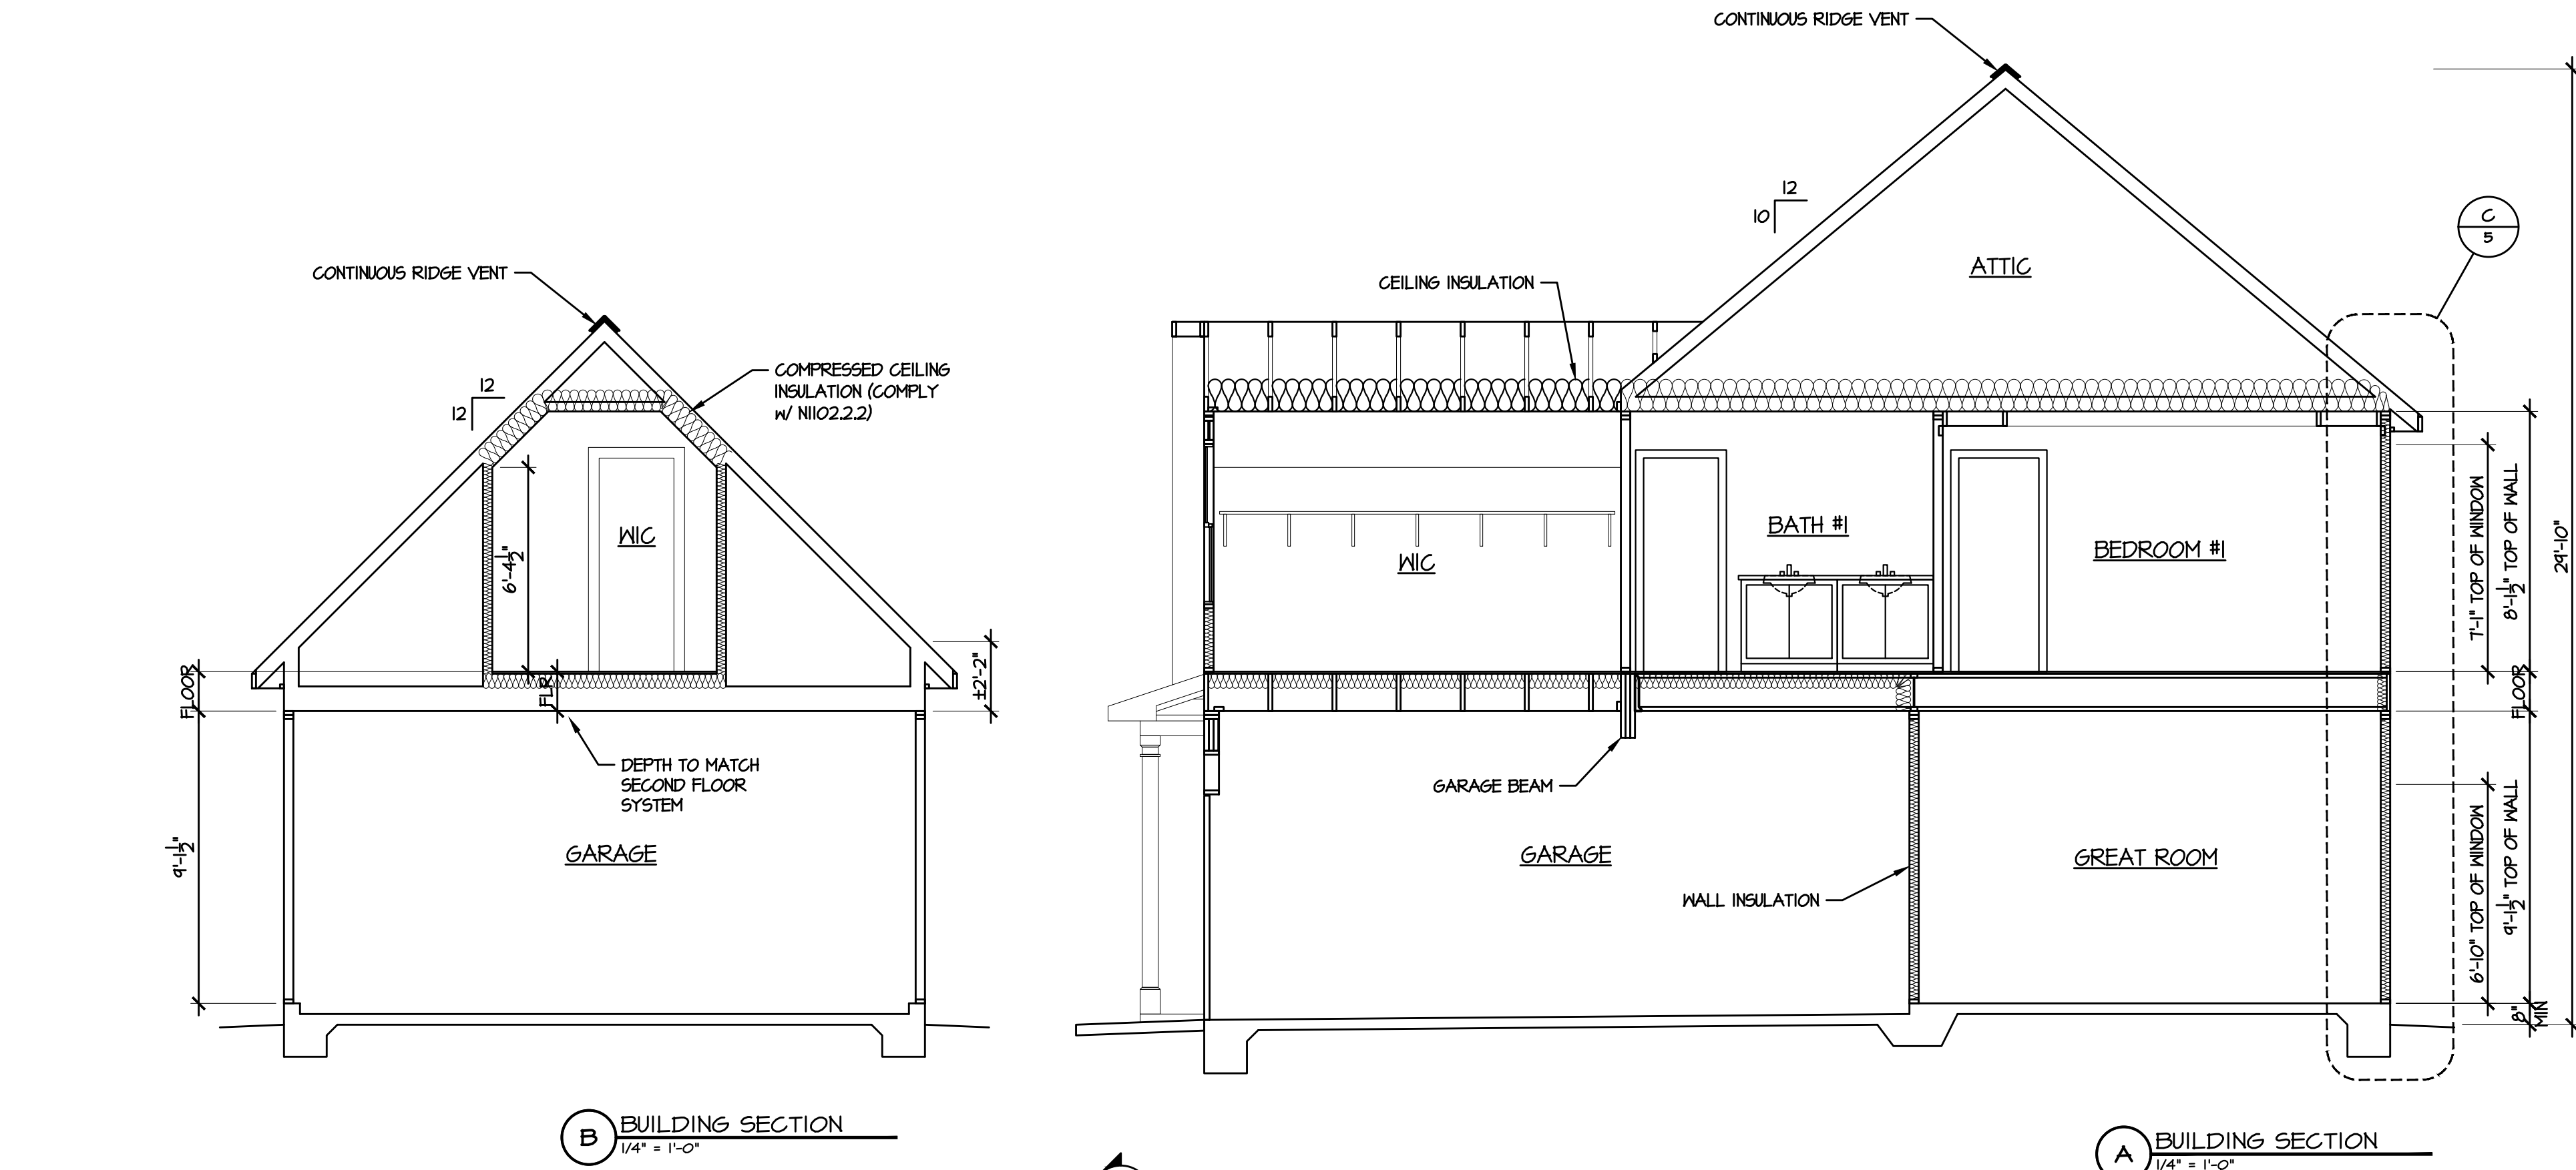 CONTINUOUS RIDGE VENT
12
12
COMPRESSED CEILING
INSULATION (COMPLY
W/ N1102.2.2)
WIC
6'-4 1/2"
FLOOR
FLR
±2'-2"
DEPTH TO MATCH
SECOND FLOOR
SYSTEM
9'-1 1/2"
GARAGE
B
BUILDING SECTION
1/4" = 1'-0"
CONTINUOUS RIDGE VENT
12
10
ATTIC
CEILING INSULATION
C
5
BATH #1
BEDROOM #1
WIC
7'-1" TOP OF WINDOW
8'-1 1/2" TOP OF WALL
29'-10"
FLOOR
GARAGE BEAM
GARAGE
GREAT ROOM
WALL INSULATION
6'-10" TOP OF WINDOW
9'-1 1/2" TOP OF WALL
8"
MIN
A
BUILDING SECTION
1/4" = 1'-0"